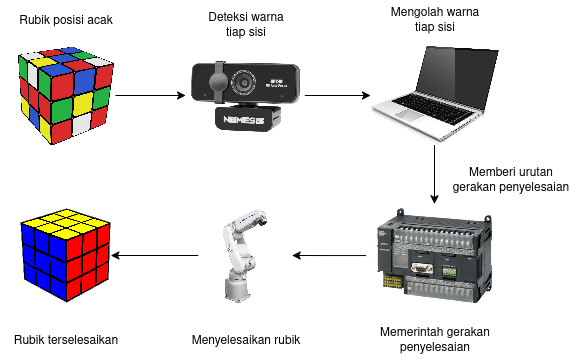 Rubik posisi acak
Deteksi warna
tiap sisi
Mengolah warna
tiap sisi
NEMESIS
Memberi urutan
gerakan penyelesaian
Rubik terselesaikan
Menyelesaikan rubik
Memerintah gerakan
penyelesaian